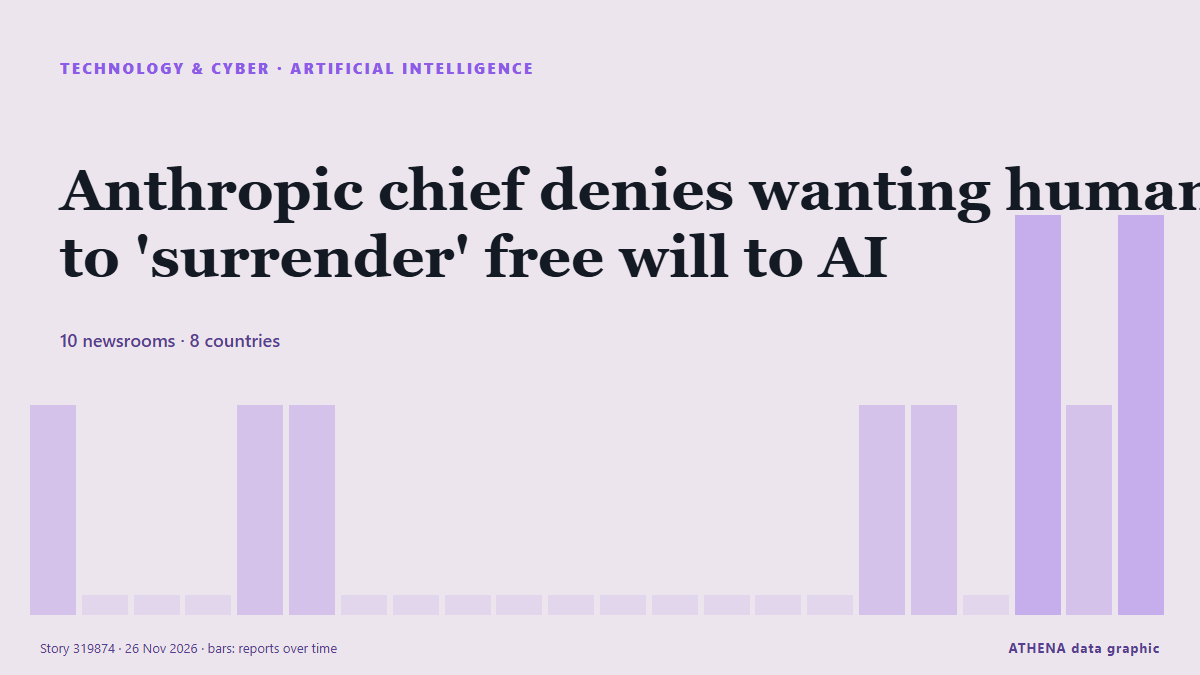 TECHNOLOGY & CYBER · ARTIFICIAL INTELLIGENCE
Anthropic chief denies wanting human
to 'surrender' free will to AI
10 newsrooms · 8 countries
Story 319874 · 26 Nov 2026 · bars: reports over time
ATHENA data graphic